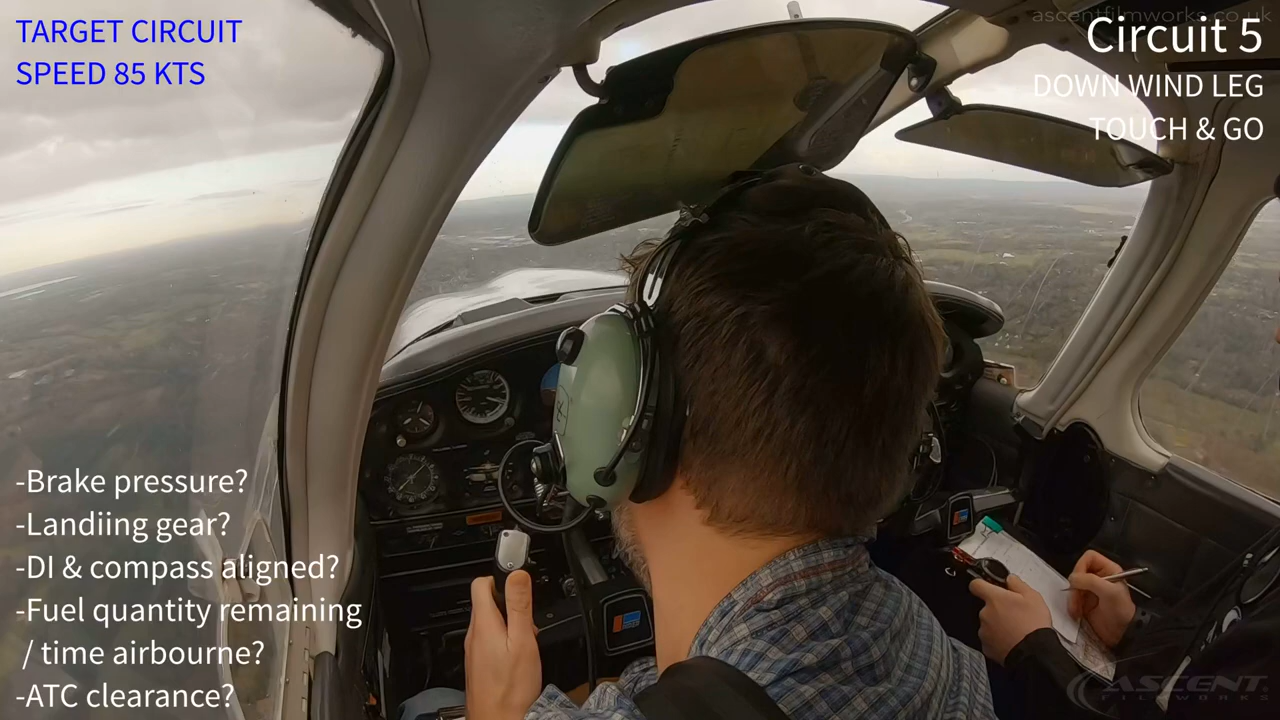 TARGET CIRCUIT
SPEED 85 KTS
ascentfilmworks.co.uk
Circuit 5
DOWN WIND LEG
TOUCH & GO
-Brake pressure?
-Landiing gear?
-DI & compass aligned?
-Fuel quantity remaining
/ time airbourne?
-ATC clearance?
ASCENT
FILMWORKS